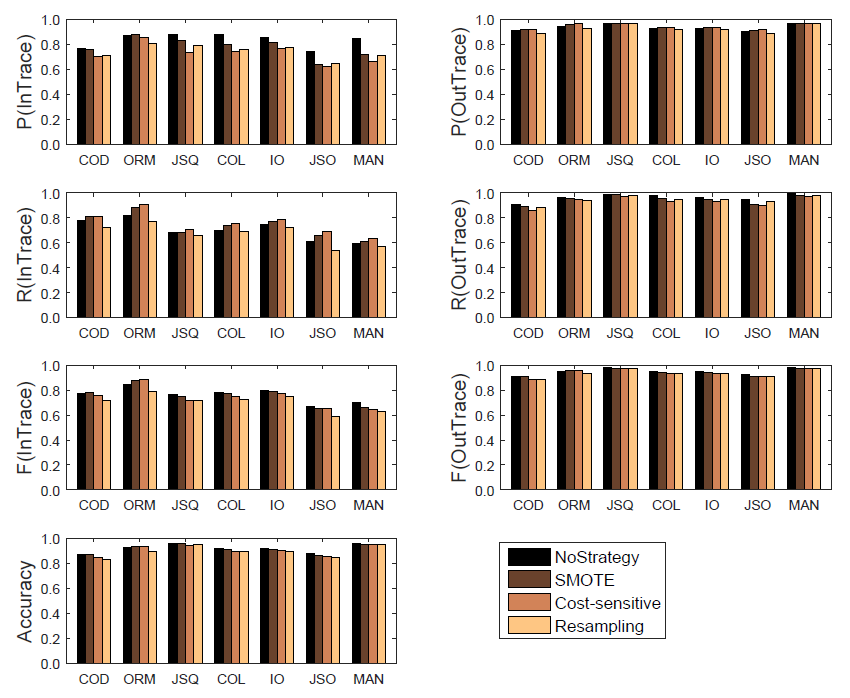 P(InTrace)
1.0
0.8
0.6
0.4
0.2
0.0
COD ORM JSQ COL IO JSO MAN
P(OutTrace)
1.0
0.8
0.6
0.4
0.2
0.0
COD ORM JSQ COL IO JSO MAN
R(InTrace)
1.0
0.8
0.6
0.4
0.2
0.0
COD ORM JSQ COL IO JSO MAN
R(OutTrace)
1.0
0.8
0.6
0.4
0.2
0.0
COD ORM JSQ COL IO JSO MAN
F(InTrace)
1.0
0.8
0.6
0.4
0.2
0.0
COD ORM JSQ COL IO JSO MAN
F(OutTrace)
1.0
0.8
0.6
0.4
0.2
0.0
COD ORM JSQ COL IO JSO MAN
Accuracy
1.0
0.8
0.6
0.4
0.2
0.0
COD ORM JSQ COL IO JSO MAN
NoStrategy
SMOTE
Cost-sensitive
Resampling